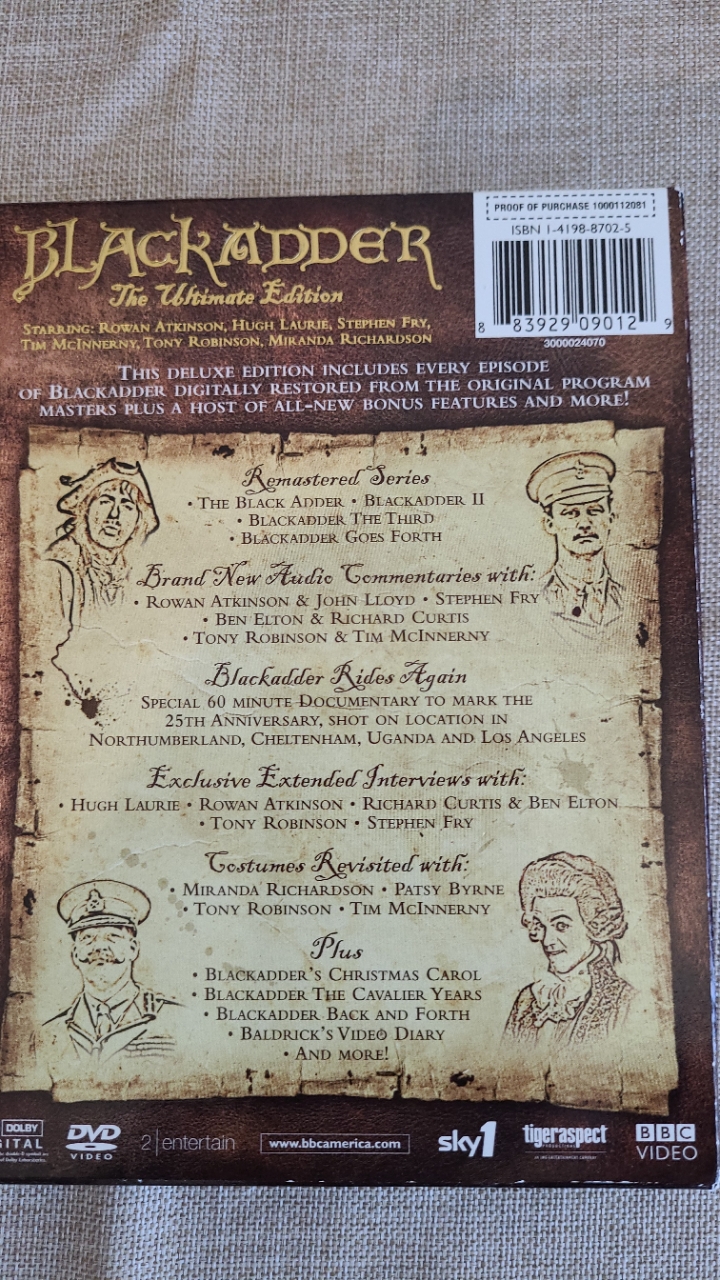 PROOF OF PURCHASE 1000112081
ISBN 1-4198-8702-5
8 83929 09012 9
3000024070
BLACKADDER
The Ultimate Edition
STARRING: ROWAN ATKINSON, HUGH LAURIE, STEPHEN FRY,
TIM MCINNERNY, TONY ROBINSON, MIRANDA RICHARDSON
THIS DELUXE EDITION INCLUDES EVERY EPISODE
OF BLACKADDER DIGITALLY RESTORED FROM THE ORIGINAL PROGRAM
MASTERS PLUS A HOST OF ALL-NEW BONUS FEATURES AND MORE!
Remastered Series
• THE BLACK ADDER • BLACKADDER II
• BLACKADDER THE THIRD
• BLACKADDER GOES FORTH
Brand New Audio Commentaries with:
• ROWAN ATKINSON & JOHN LLOYD • STEPHEN FRY
• BEN ELTON & RICHARD CURTIS
• TONY ROBINSON & TIM MCINNERNY
Blackadder Rides Again
SPECIAL 60 MINUTE DOCUMENTARY TO MARK THE
25TH ANNIVERSARY, SHOT ON LOCATION IN
NORTHUMBERLAND, CHELTENHAM, UGANDA AND LOS ANGELES
Exclusive Extended Interviews with:
• HUGH LAURIE • ROWAN ATKINSON • RICHARD CURTIS & BEN ELTON
• TONY ROBINSON • STEPHEN FRY
Costumes Revisited with:
• MIRANDA RICHARDSON • PATSY BYRNE
• TONY ROBINSON • TIM MCINNERNY
Plus
• BLACKADDER'S CHRISTMAS CAROL
• BLACKADDER THE CAVALIER YEARS
• BLACKADDER BACK AND FORTH
• BALDRICK'S VIDEO DIARY
• AND MORE!
DOLBY
GITAL
DVD
VIDEO
2|entertain
www.bbcamerica.com
sky1
tigeraspect
BBC
VIDEO